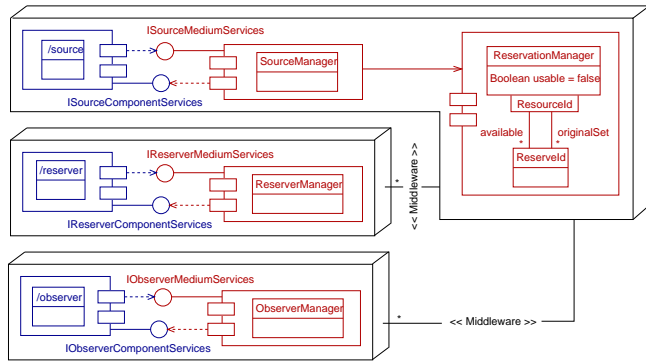 ISourceMediumServices
/source
SourceManager
ISourceComponentServices
ReservationManager
Boolean usable = false
ResourceId
available
originalSet
*
*
ReserveId
IReserverMediumServices
/reserver
ReserverManager
IReserverComponentServices
*
<< Middleware >>
IObserverMediumServices
/observer
ObserverManager
IObserverComponentServices
*
<< Middleware >>